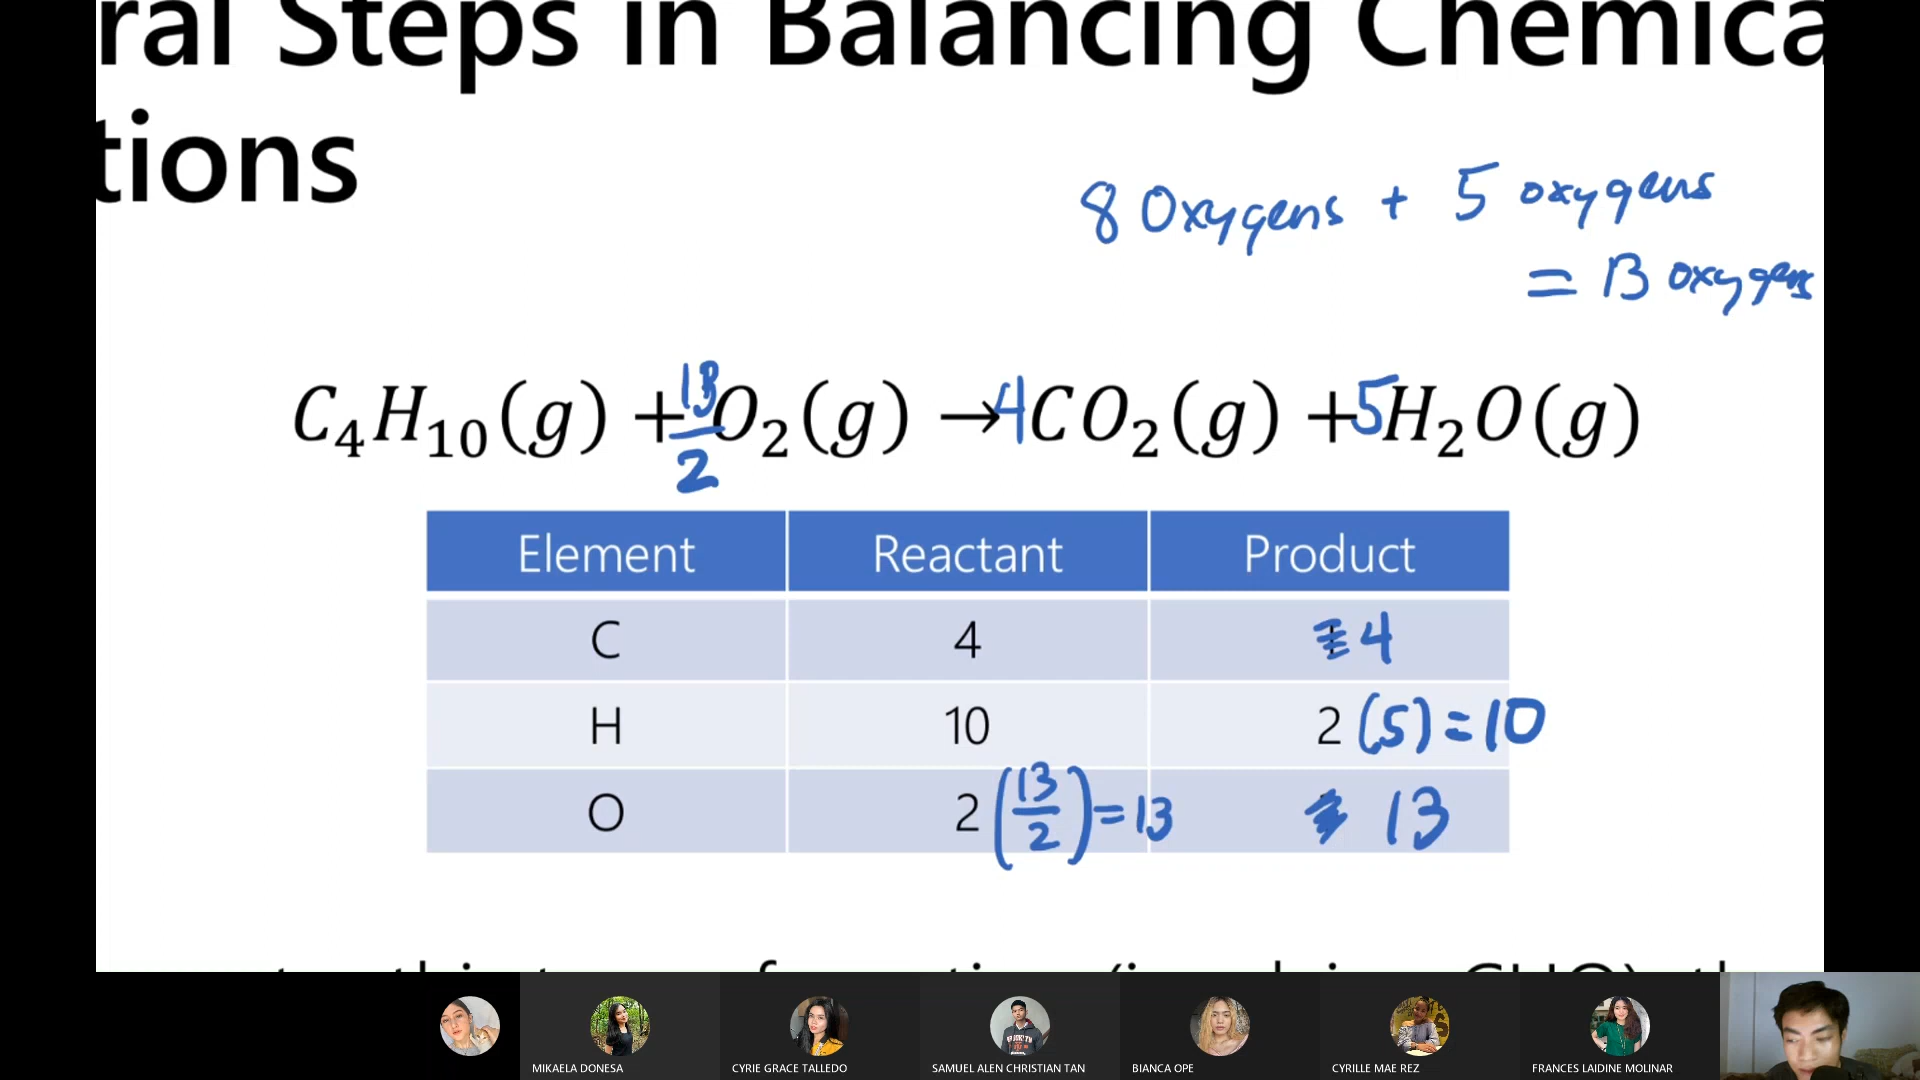 ral Steps in Balancing Chemica
tions
8 Oxygens + 5 oxygens
= 13 oxygens
C₄H₁₀(g) + 13/2 O₂(g) → 4CO₂(g) + 5H₂O(g)
Element Reactant Product
C 4 4
H 10 2 (5) = 10
O 2 (13/2) = 13 13
MIKAELA DONESA CYRIE GRACE TALLEDO SAMUEL ALEN CHRISTIAN TAN BIANCA OPE CYRILLE MAE REZ FRANCES LAIDINE MOLINAR